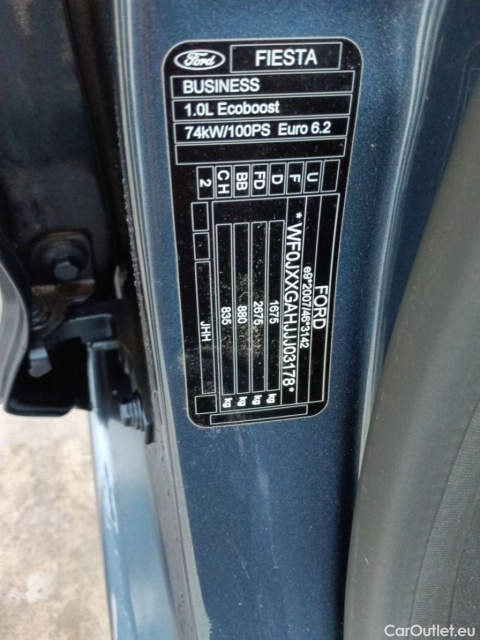 Ford FIESTA
BUSINESS
1.0L Ecoboost
74kW/100PS Euro 6.2
FORD
e9*2007/46*3142
*WF0JXXGAHJJJ03178*
1675 kg
2675 kg
880 kg
835 kg
JHH
U F D FD BB CH 2
CarOutlet.eu